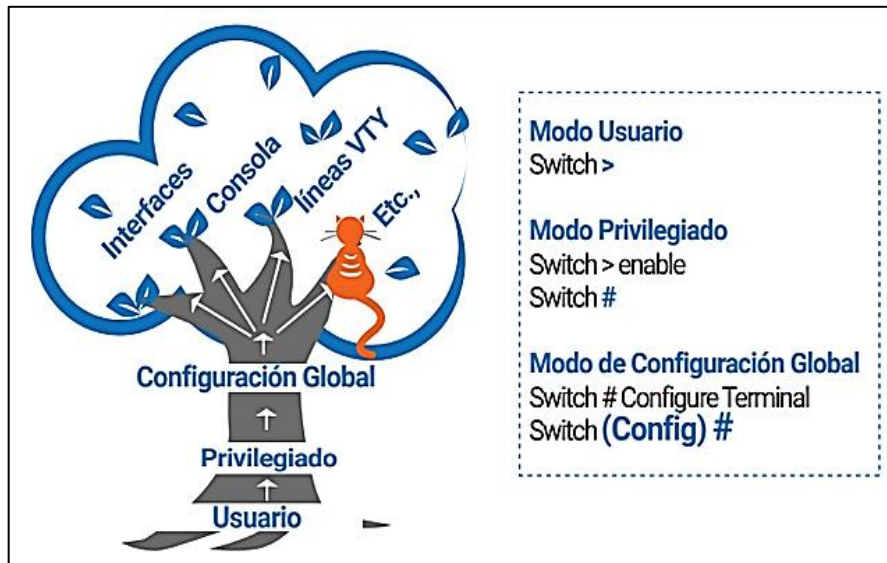 Interfaces
Consola
líneas VTY
Etc.,
Configuración Global
Privilegiado
Usuario
Modo Usuario
Switch >
Modo Privilegiado
Switch > enable
Switch #
Modo de Configuración Global
Switch # Configure Terminal
Switch (Config) #